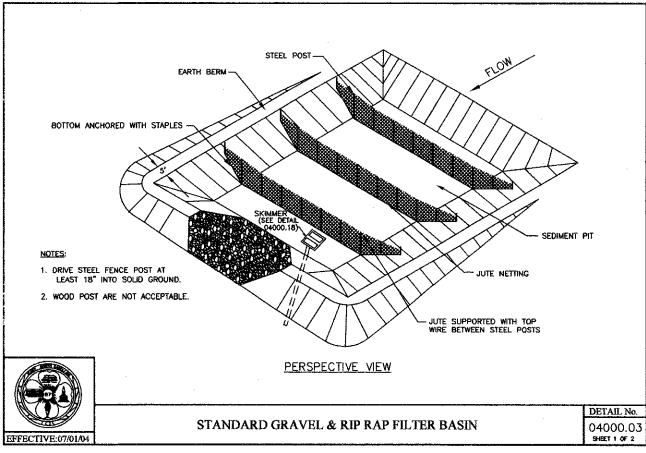 STEEL POST
FLOW
EARTH BERM
BOTTOM ANCHORED WITH STAPLES
5'
SKIMMER
(SEE DETAIL
04000.18)
SEDIMENT PIT
NOTES:
1. DRIVE STEEL FENCE POST AT
LEAST 18" INTO SOLID GROUND.
2. WOOD POST ARE NOT ACCEPTABLE.
JUTE NETTING
JUTE SUPPORTED WITH TOP
WIRE BETWEEN STEEL POSTS
PERSPECTIVE VIEW
EFFECTIVE:07/01/04
STANDARD GRAVEL & RIP RAP FILTER BASIN
DETAIL No.
04000.03
SHEET 1 OF 2